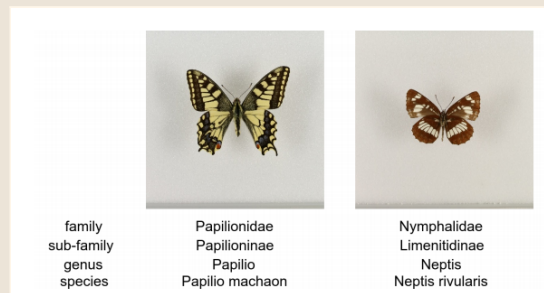 family Papilionidae Nymphalidae
sub-family Papilioninae Limenitidinae
genus Papilio Neptis
species Papilio machaon Neptis rivularis